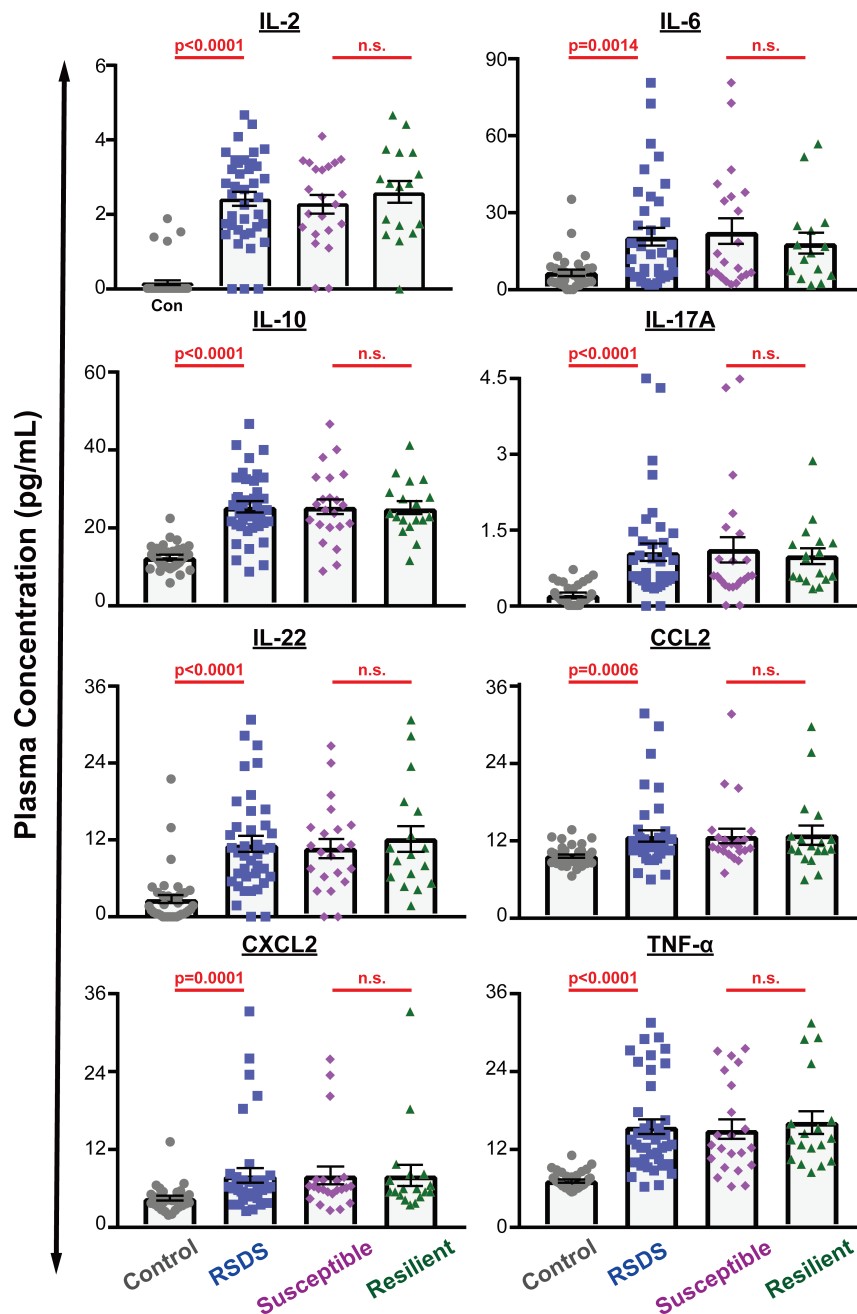 IL-2
IL-6
p<0.0001
n.s.
p=0.0014
n.s.
6
4
2
0
Con
90
60
30
0
IL-10
IL-17A
p<0.0001
n.s.
p<0.0001
n.s.
60
40
20
0
4.5
3
1.5
0
Plasma Concentration (pg/mL)
IL-22
CCL2
p<0.0001
n.s.
p=0.0006
n.s.
36
24
12
0
36
24
12
0
CXCL2
TNF-α
p=0.0001
n.s.
p<0.0001
n.s.
36
24
12
0
36
24
12
0
Control
RSDS
Susceptible
Resilient
Control
RSDS
Susceptible
Resilient